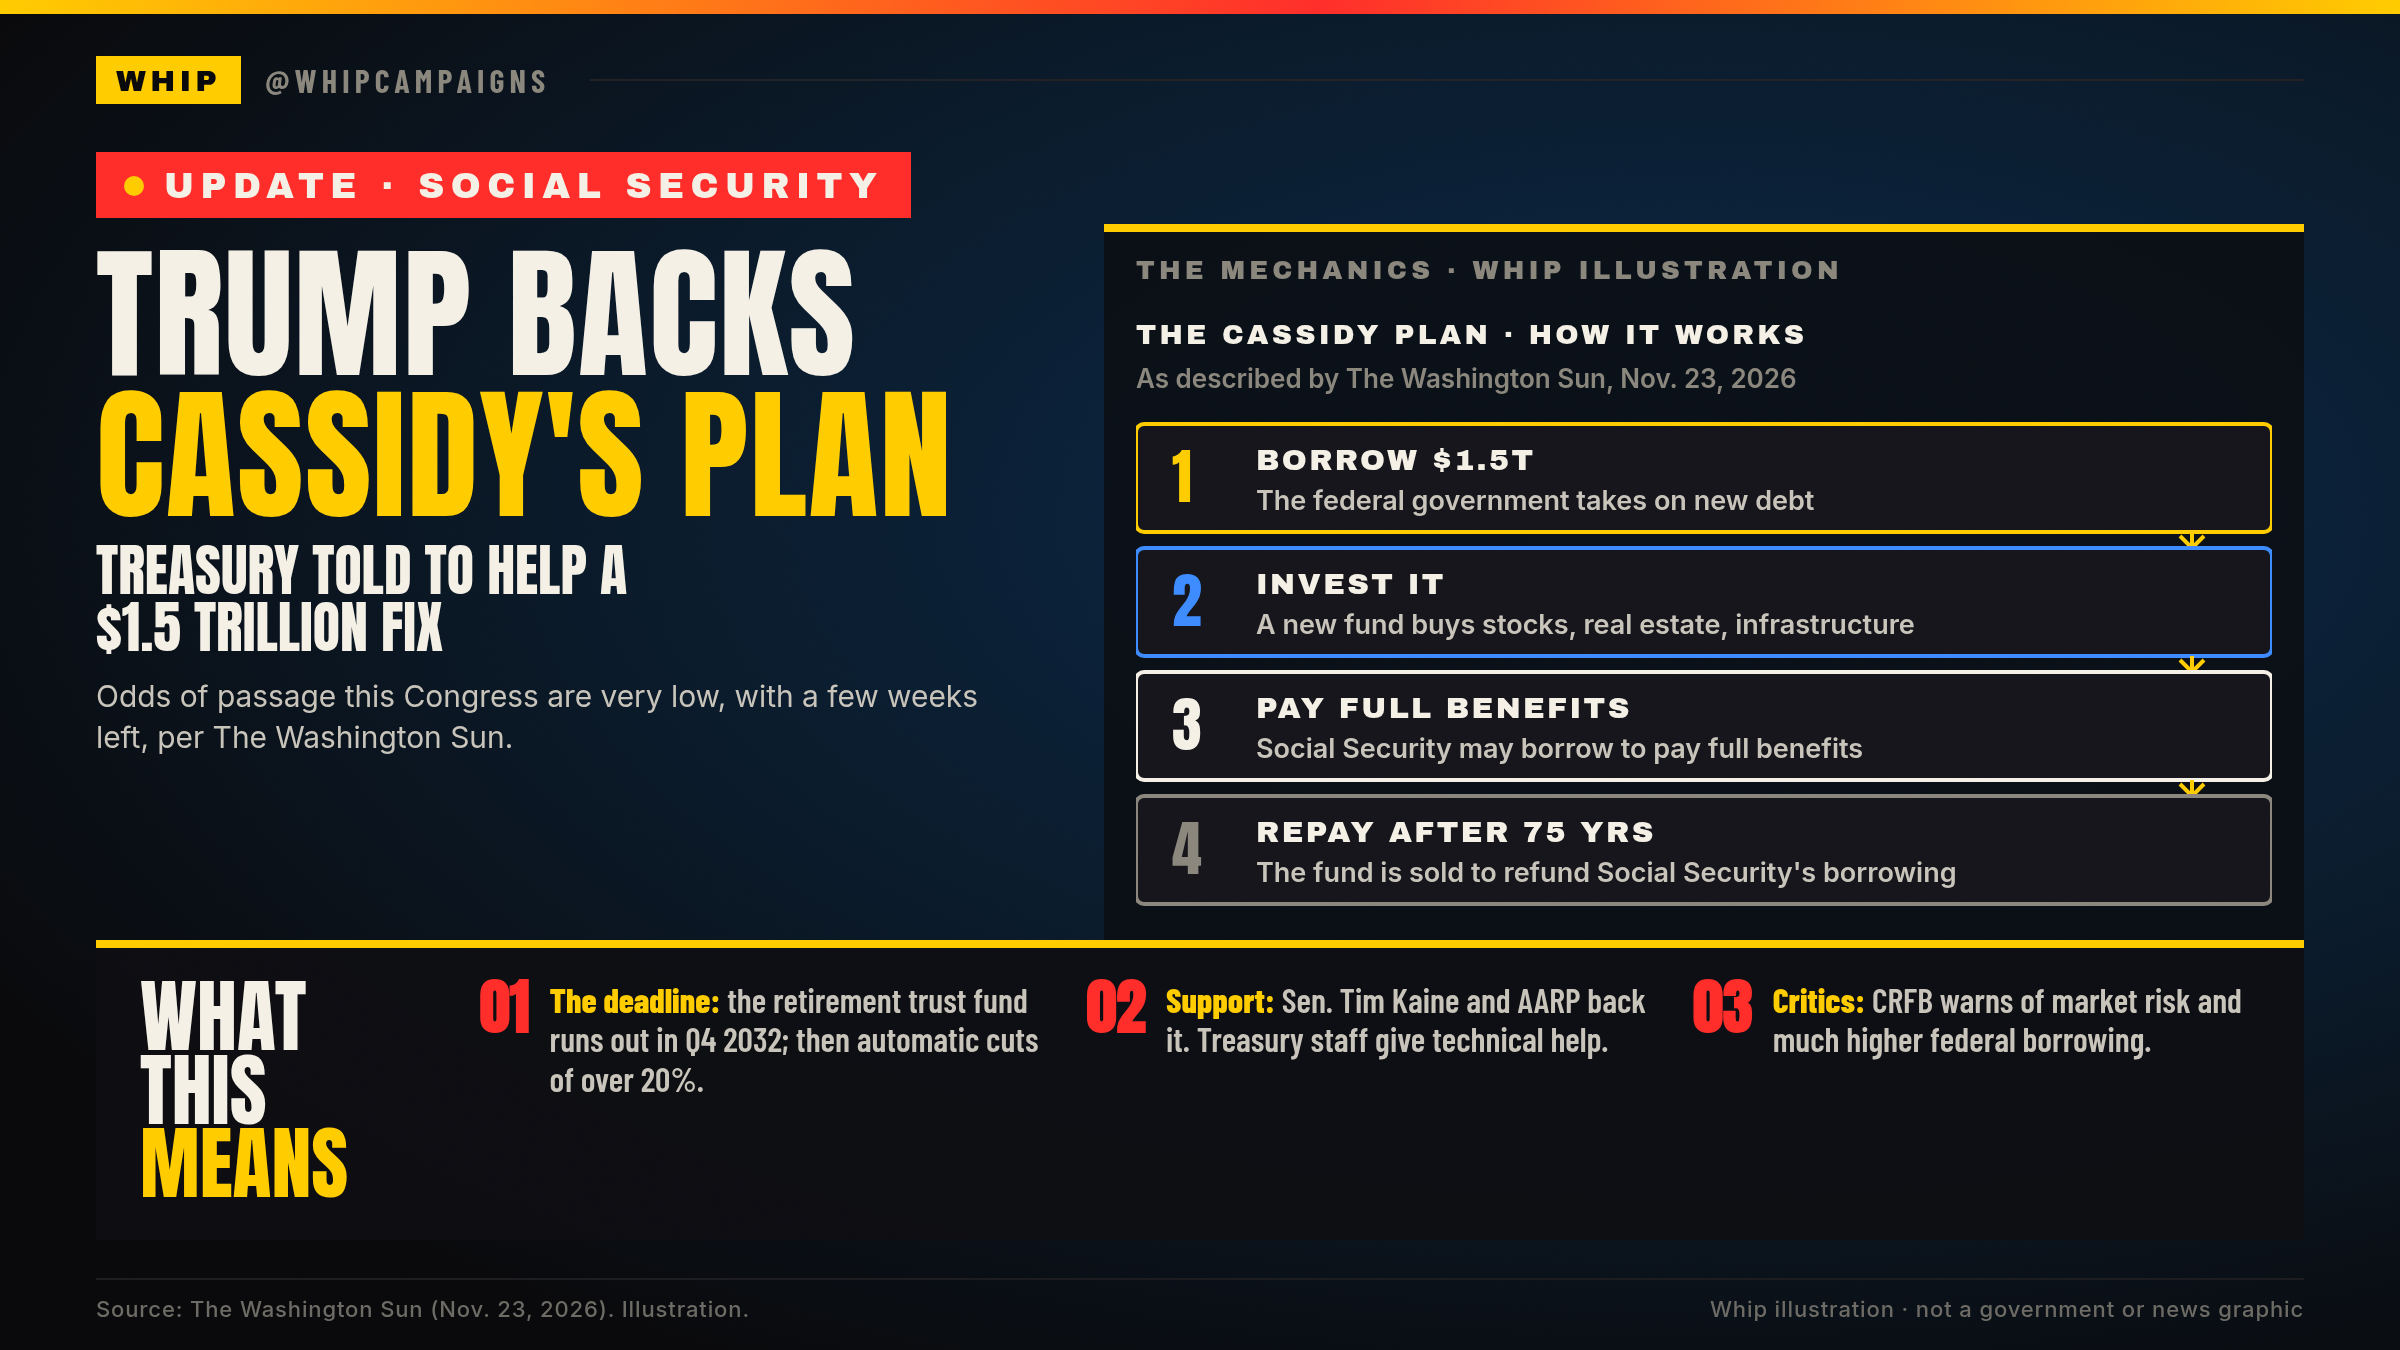 WHIP @WHIPCAMPAIGNS
UPDATE · SOCIAL SECURITY
TRUMP BACKS
CASSIDY'S PLAN
TREASURY TOLD TO HELP A
$1.5 TRILLION FIX
Odds of passage this Congress are very low, with a few weeks
left, per The Washington Sun.
THE MECHANICS · WHIP ILLUSTRATION
THE CASSIDY PLAN · HOW IT WORKS
As described by The Washington Sun, Nov. 23, 2026
1 BORROW $1.5T
The federal government takes on new debt
2 INVEST IT
A new fund buys stocks, real estate, infrastructure
3 PAY FULL BENEFITS
Social Security may borrow to pay full benefits
4 REPAY AFTER 75 YRS
The fund is sold to refund Social Security's borrowing
WHAT
THIS
MEANS
01 The deadline: the retirement trust fund
runs out in Q4 2032; then automatic cuts
of over 20%.
02 Support: Sen. Tim Kaine and AARP back
it. Treasury staff give technical help.
03 Critics: CRFB warns of market risk and
much higher federal borrowing.
Source: The Washington Sun (Nov. 23, 2026). Illustration.
Whip illustration · not a government or news graphic